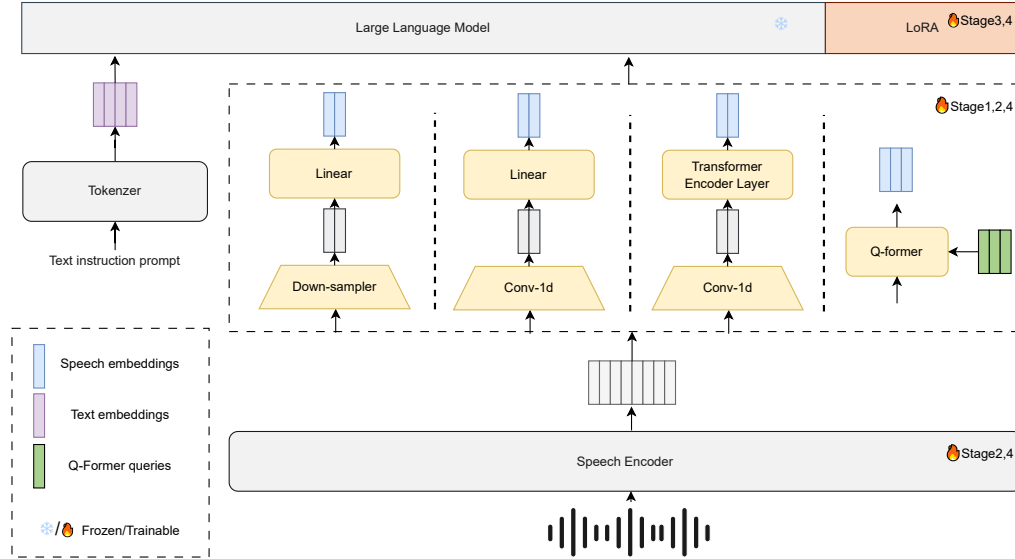 Large Language Model
LoRA
Stage3,4
Stage1,2,4
Linear
Linear
Transformer
Encoder Layer
Tokenzer
Q-former
Text instruction prompt
Down-sampler
Conv-1d
Conv-1d
Speech embeddings
Text embeddings
Q-Former queries
/ Frozen/Trainable
Speech Encoder
Stage2,4